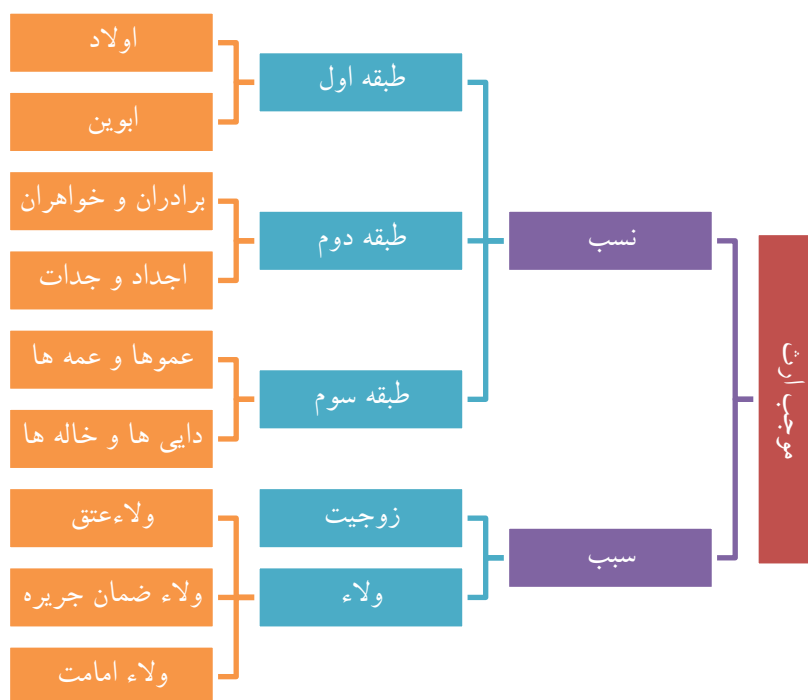 موجب ارث
نسب
طبقه اول
اولاد
ابوین
طبقه دوم
برادران و خواهران
اجداد و جدات
طبقه سوم
عموها و عمه ها
دایی ها و خاله ها
سبب
زوجیت
ولاء
ولاءعتق
ولاء ضمان جریره
ولاء امامت